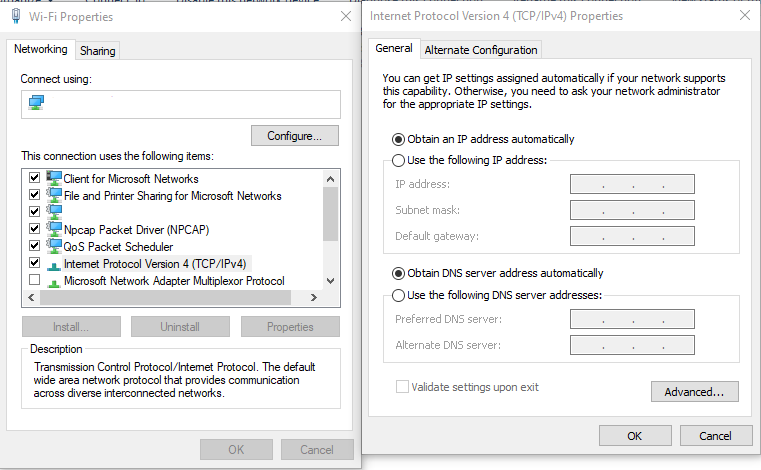 Wi-Fi Properties
Networking
Sharing
Connect using:
Configure...
This connection uses the following items:
Client for Microsoft Networks
File and Printer Sharing for Microsoft Networks
Npcap Packet Driver (NPCAP)
QoS Packet Scheduler
Internet Protocol Version 4 (TCP/IPv4)
Microsoft Network Adapter Multiplexor Protocol
Install...
Uninstall
Properties
Description
Transmission Control Protocol/Internet Protocol. The default
wide area network protocol that provides communication
across diverse interconnected networks.
OK
Cancel
Internet Protocol Version 4 (TCP/IPv4) Properties
General
Alternate Configuration
You can get IP settings assigned automatically if your network supports
this capability. Otherwise, you need to ask your network administrator
for the appropriate IP settings.
Obtain an IP address automatically
Use the following IP address:
IP address:
Subnet mask:
Default gateway:
Obtain DNS server address automatically
Use the following DNS server addresses:
Preferred DNS server:
Alternate DNS server:
Validate settings upon exit
Advanced...
OK
Cancel